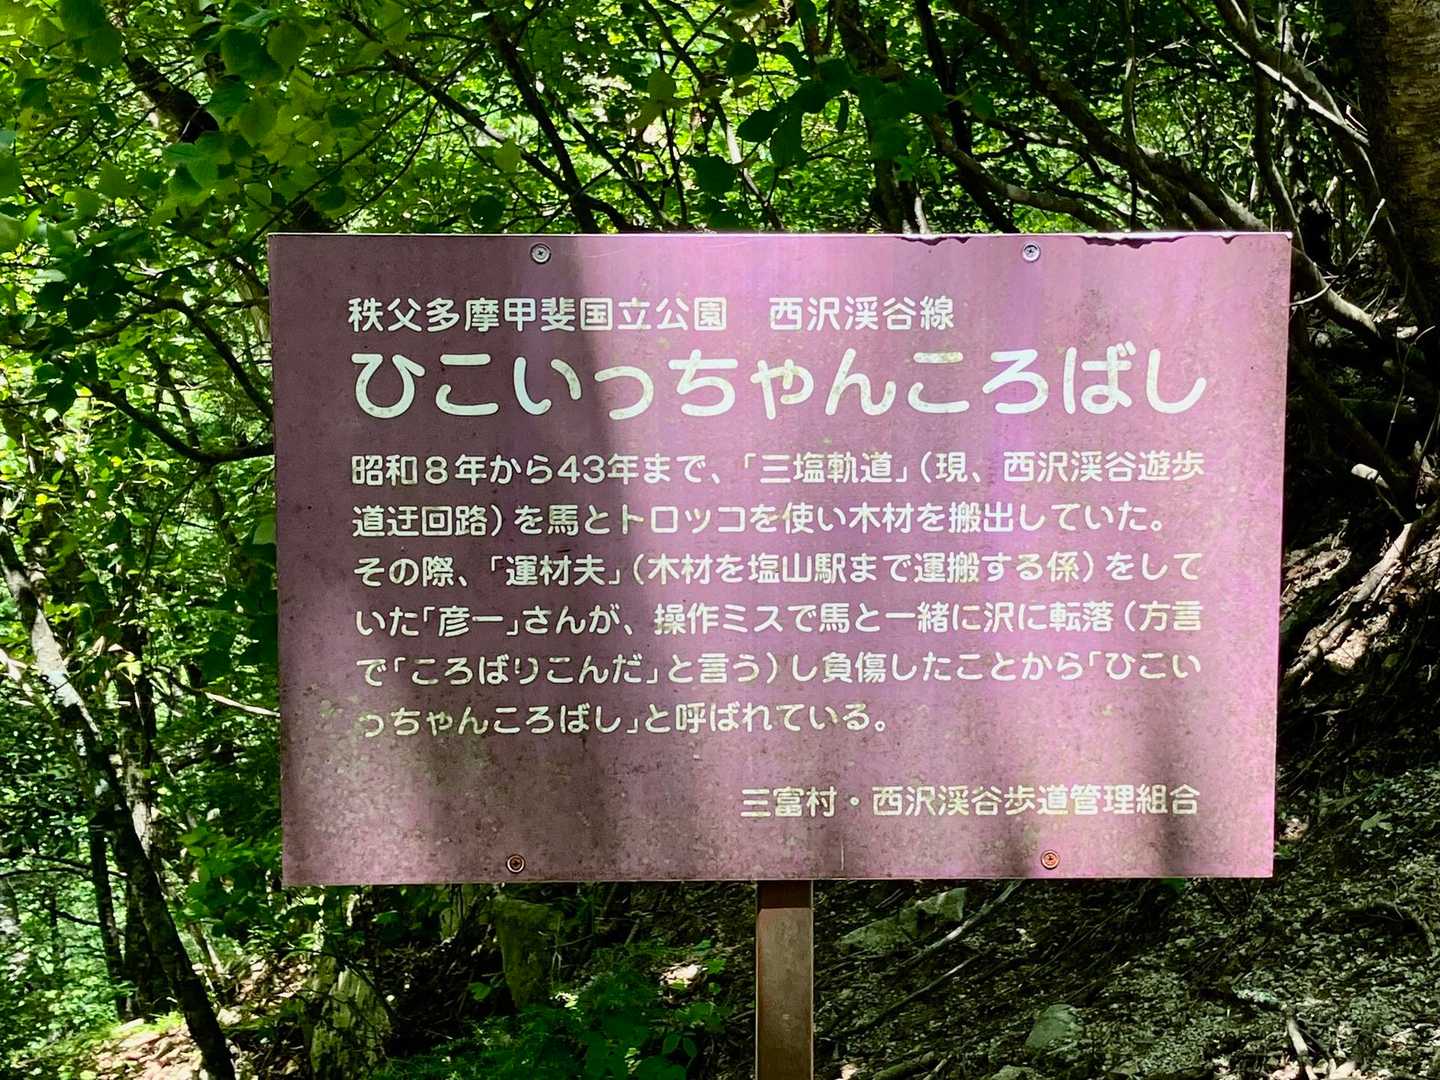 秩父多摩甲斐国立公園　西沢渓谷線
ひこいっちゃんころばし
昭和８年から43年まで、「三塩軌道」（現、西沢渓谷遊歩
道迂回路）を馬とトロッコを使い木材を搬出していた。
その際、「運材夫」（木材を塩山駅まで運搬する係）をして
いた「彦一」さんが、操作ミスで馬と一緒に沢に転落（方言
で「ころばりこんだ」と言う）し負傷したことから「ひこい
っちゃんころばし」と呼ばれている。
三富村・西沢渓谷歩道管理組合